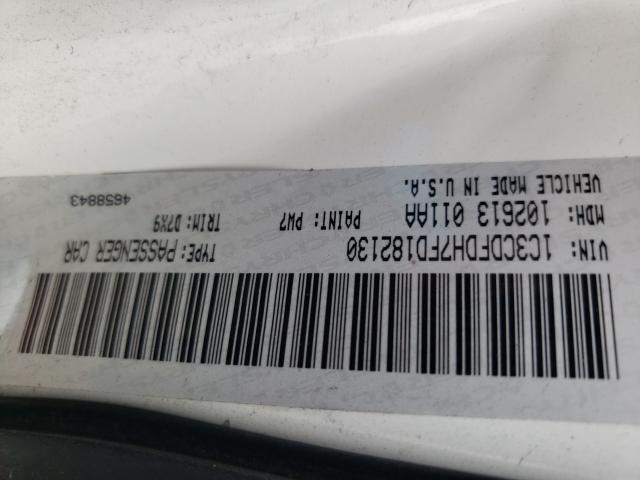 VIN: 1C3CDFDH7FD182130 TYPE: PASSENGER CAR
MDH: 102613 011AA PAINT: PW7 TRIM: D7X9
VEHICLE MADE IN U.S.A. 4658843